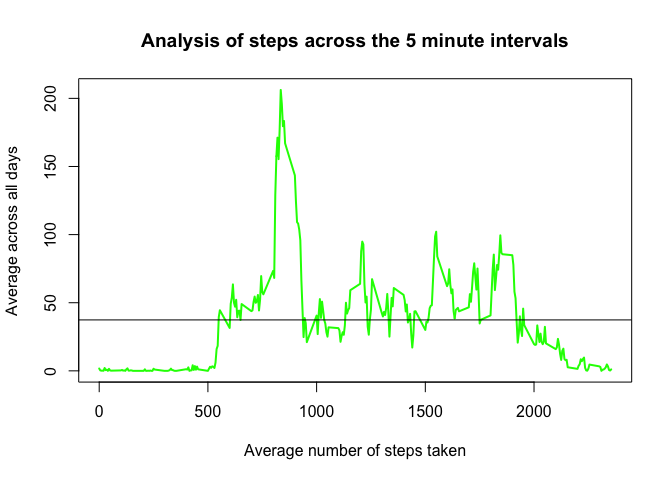 Analysis of steps across the 5 minute intervals
Average across all days
200
150
100
50
0
0 500 1000 1500 2000
Average number of steps taken